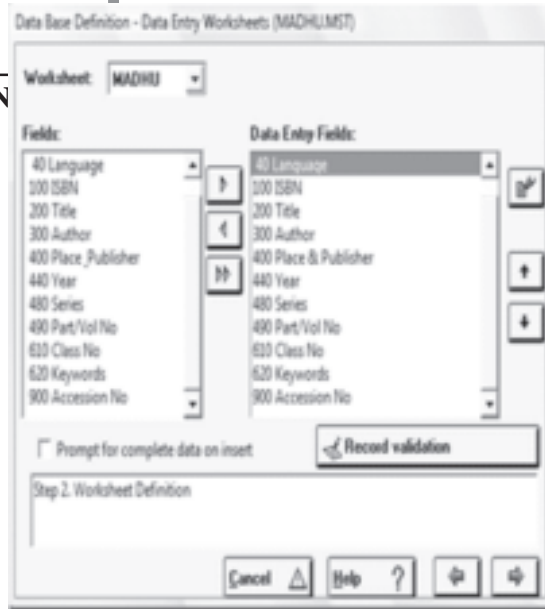 Data Base Definition - Data Entry Worksheets (MADHU.MST)
N
Worksheet: MADHU
Fields:
40 Language
100 ISBN
200 Title
300 Author
400 Place_Publisher
440 Year
480 Series
490 Part/Vol No
610 Class No
620 Keywords
900 Accession No
Data Entry Fields:
40 Language
100 ISBN
200 Title
300 Author
400 Place & Publisher
440 Year
480 Series
490 Part/Vol No
610 Class No
620 Keywords
900 Accession No
Prompt for complete data on insert
Record validation
Step 2. Worksheet Definition
Cancel
Help ?